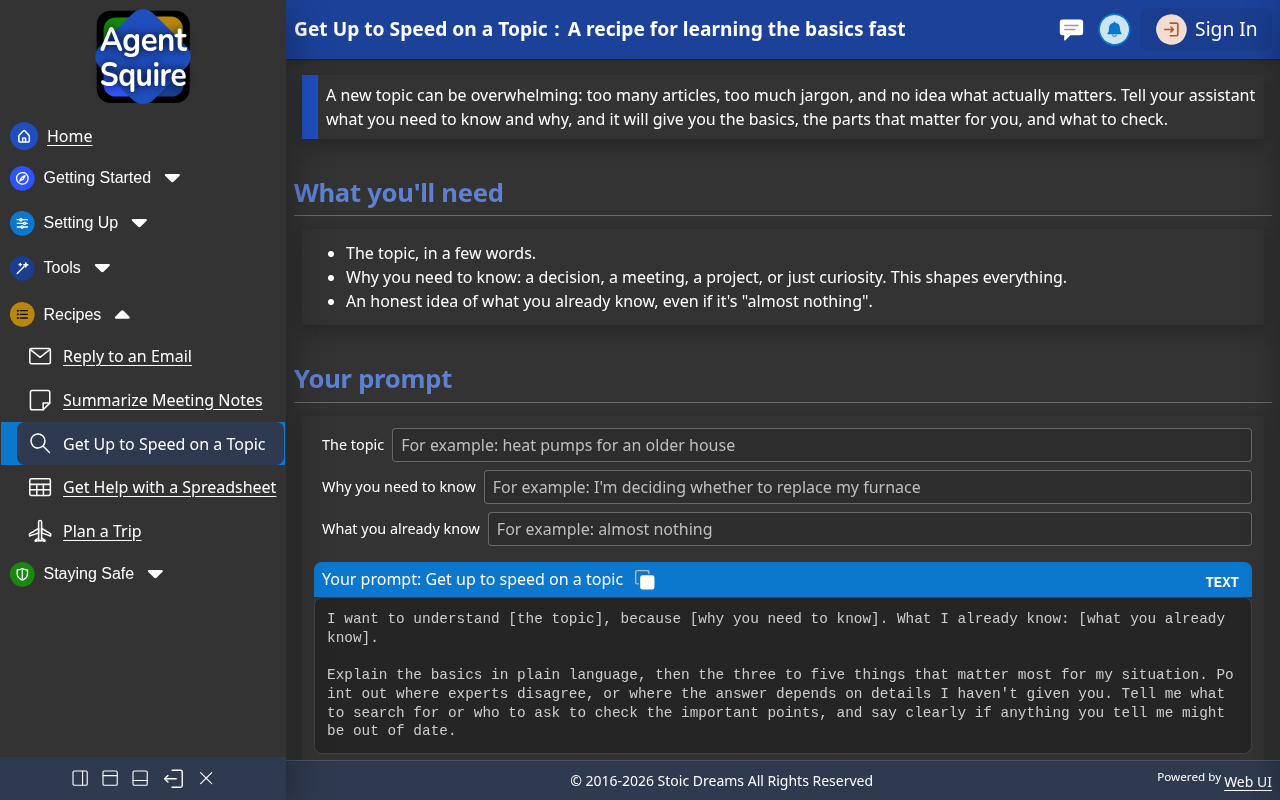 Agent
Squire
Home
Getting Started
Setting Up
Tools
Recipes
Reply to an Email
Summarize Meeting Notes
Get Up to Speed on a Topic
Get Help with a Spreadsheet
Plan a Trip
Staying Safe
Get Up to Speed on a Topic : A recipe for learning the basics fast
Sign In
A new topic can be overwhelming: too many articles, too much jargon, and no idea what actually matters. Tell your assistant
what you need to know and why, and it will give you the basics, the parts that matter for you, and what to check.
What you'll need
• The topic, in a few words.
• Why you need to know: a decision, a meeting, a project, or just curiosity. This shapes everything.
• An honest idea of what you already know, even if it's "almost nothing".
Your prompt
The topic For example: heat pumps for an older house
Why you need to know For example: I'm deciding whether to replace my furnace
What you already know For example: almost nothing
Your prompt: Get up to speed on a topic TEXT
I want to understand [the topic], because [why you need to know]. What I already know: [what you already
know].
Explain the basics in plain language, then the three to five things that matter most for my situation. Po
int out where experts disagree, or where the answer depends on details I haven't given you. Tell me what
to search for or who to ask to check the important points, and say clearly if anything you tell me might
be out of date.
© 2016-2026 Stoic Dreams All Rights Reserved
Powered by Web UI